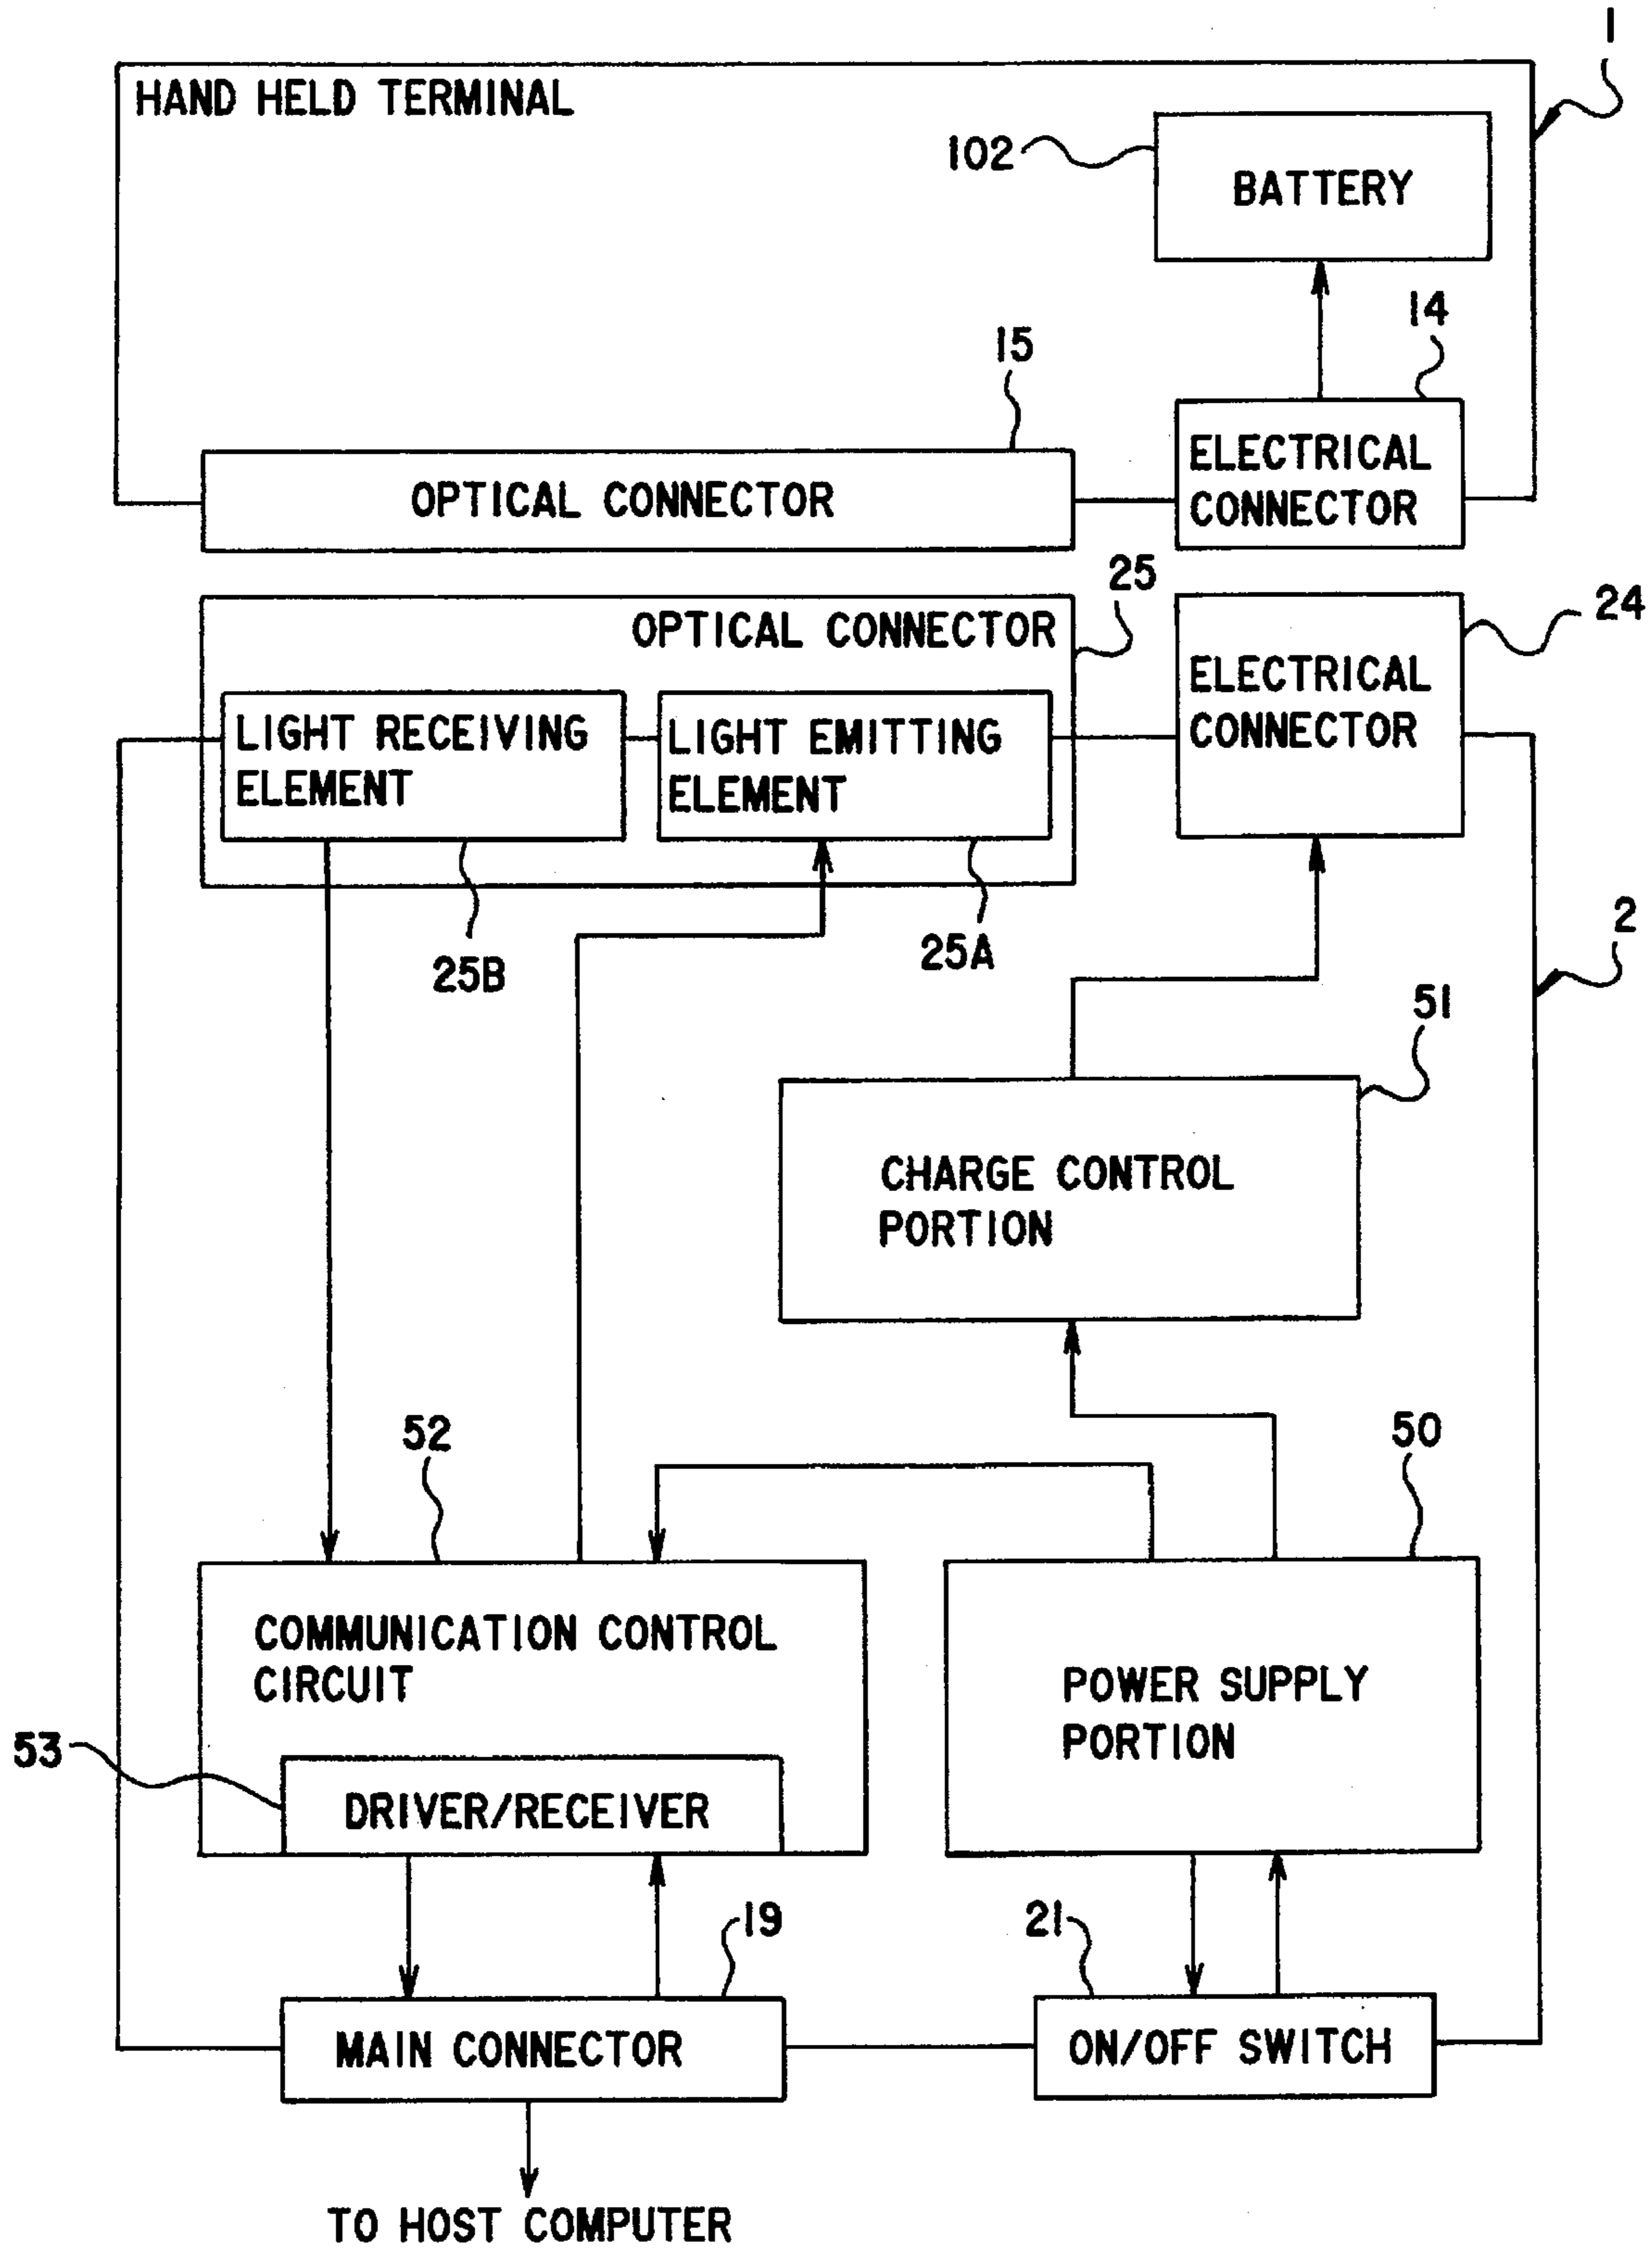 1
HAND HELD TERMINAL
102
BATTERY
14
15
ELECTRICAL
CONNECTOR
OPTICAL CONNECTOR
25
24
OPTICAL CONNECTOR
ELECTRICAL
CONNECTOR
LIGHT RECEIVING
ELEMENT
LIGHT EMITTING
ELEMENT
25B
25A
2
51
CHARGE CONTROL
PORTION
52
50
COMMUNICATION CONTROL
CIRCUIT
POWER SUPPLY
PORTION
53
DRIVER/RECEIVER
19
21
MAIN CONNECTOR
ON/OFF SWITCH
TO HOST COMPUTER